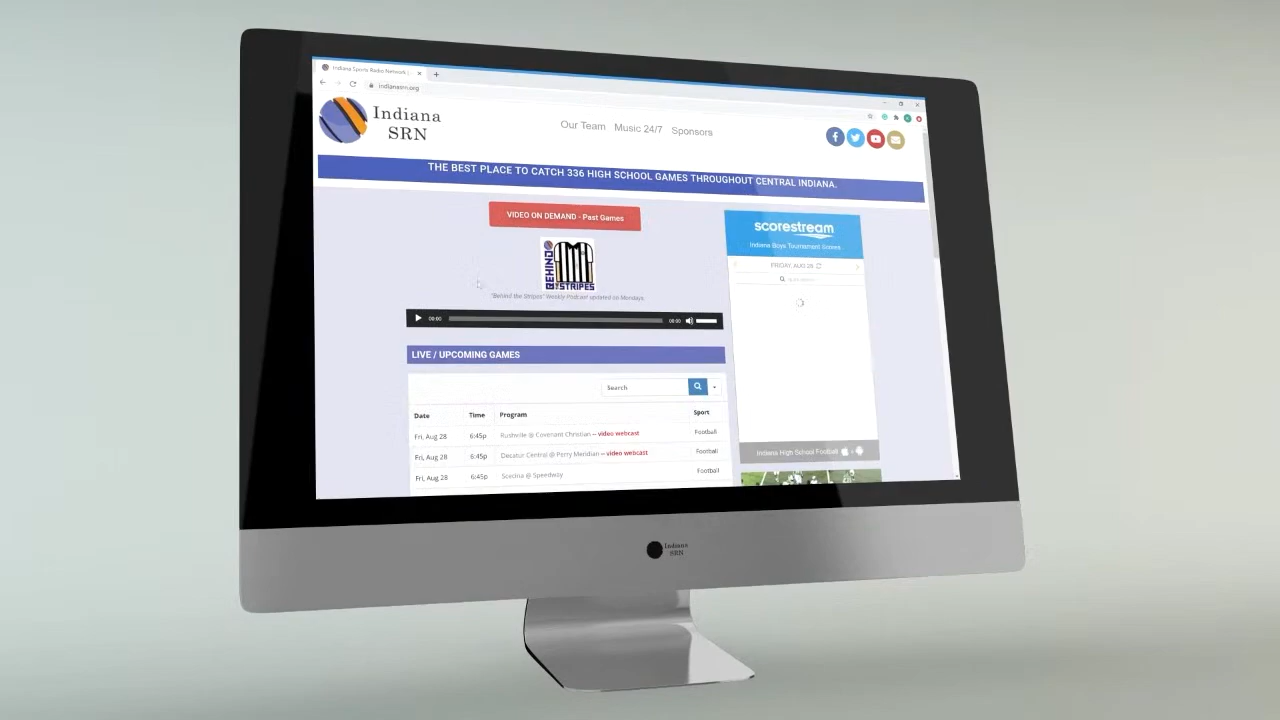 Indiana Sports Radio Network
indianasrn.org
Indiana
SRN
Our Team Music 24/7 Sponsors
THE BEST PLACE TO CATCH 336 HIGH SCHOOL GAMES THROUGHOUT CENTRAL INDIANA.
VIDEO ON DEMAND - Past Games
BEHIND
THE STRIPES
"Behind the Stripes" Weekly Podcast updated on Mondays.
00:00 00:00
LIVE / UPCOMING GAMES
Search
Date Time Program Sport
Fri, Aug 28 6:45p Rushville @ Covenant Christian -- video webcast Football
Fri, Aug 28 6:45p Decatur Central @ Perry Meridian -- video webcast Football
Fri, Aug 28 6:45p Scecina @ Speedway Football
scorestream
Indiana Boys Tournament Scores
FRIDAY, AUG 28
Indiana High School Football
Indiana
SRN